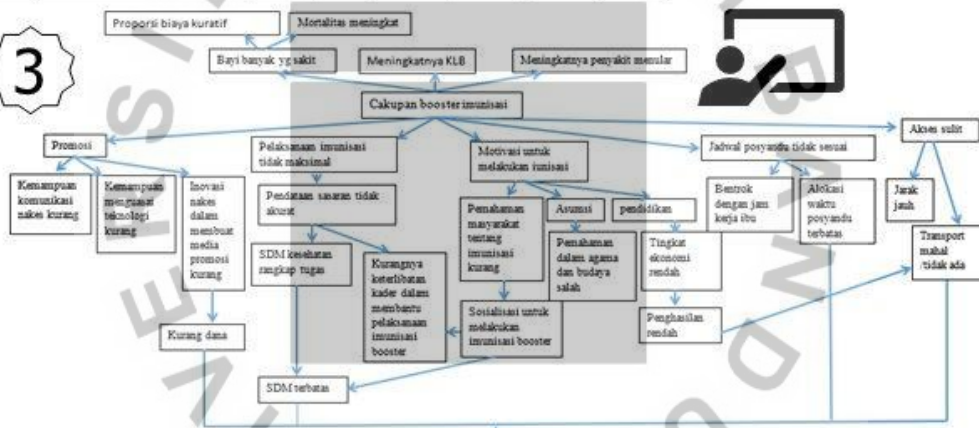 Proporsi biaya kuratif
Mortalitas meningkat
3
Bayi banyak yg sakit
Meningkatnya KLB
Meningkatnya penyakit menular
Cakupan booster imunisasi
Promosi
Pelaksanaan imunisasi
tidak maksimal
Motivasi untuk
melakukan iunisasi
Jadwal posyandu tidak sesuai
Akses sulit
Kemampuan
komunikasi
nakes kurang
Kemampuan
menguasai
teknologi
kurang
Inovasi
nakes
dalam
membuat
media
promosi
kurang
Pendataan sasaran tidak
akurat
Pemahaman
masyarakat
tentang
imunisasi
kurang
Asumsi
pendidikan
Bentrok
dengan jam
kerja ibu
Alokasi
waktu
posyandu
terbatas
Jarak
jauh
Transport
mahal
/tidak ada
SDM kesehatan
rangkap tugas
Kurangnya
keterlibatan
kader dalam
membantu
pelaksanaan
imunisasi
booster
Pemahaman
dalam agama
dan budaya
salah
Tingkat
ekonomi
rendah
Kurang dana
Sosialisasi untuk
melakukan
imunisasi booster
Penghasilan
rendah
SDM terbatas